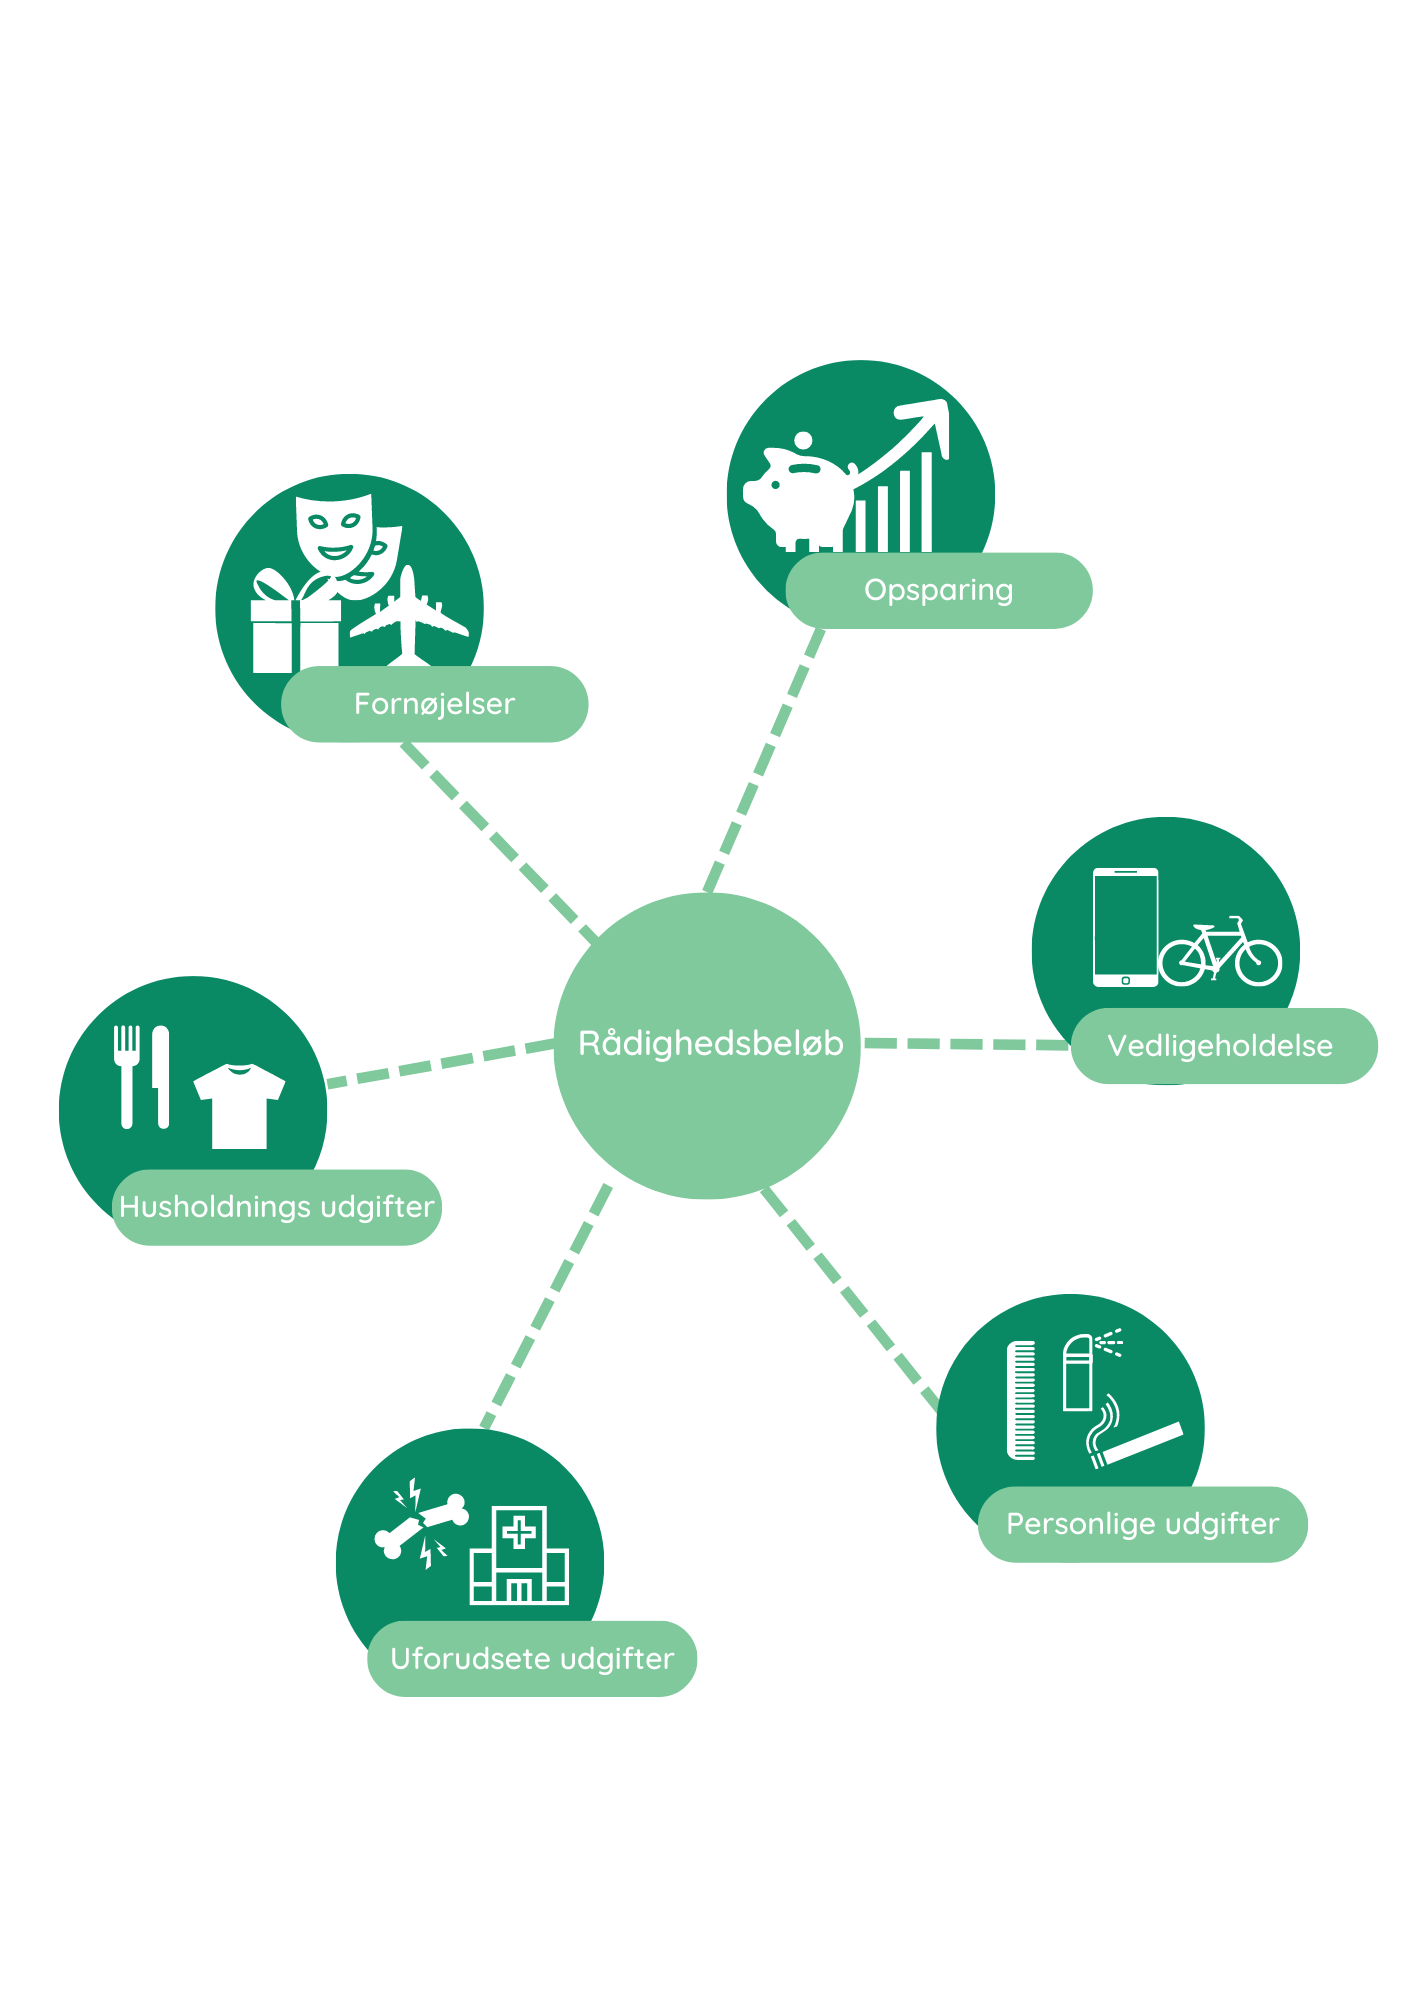 Opsparing
Fornøjelser
Rådighedsbeløb
Vedligeholdelse
Husholdnings udgifter
Personlige udgifter
Uforudsete udgifter